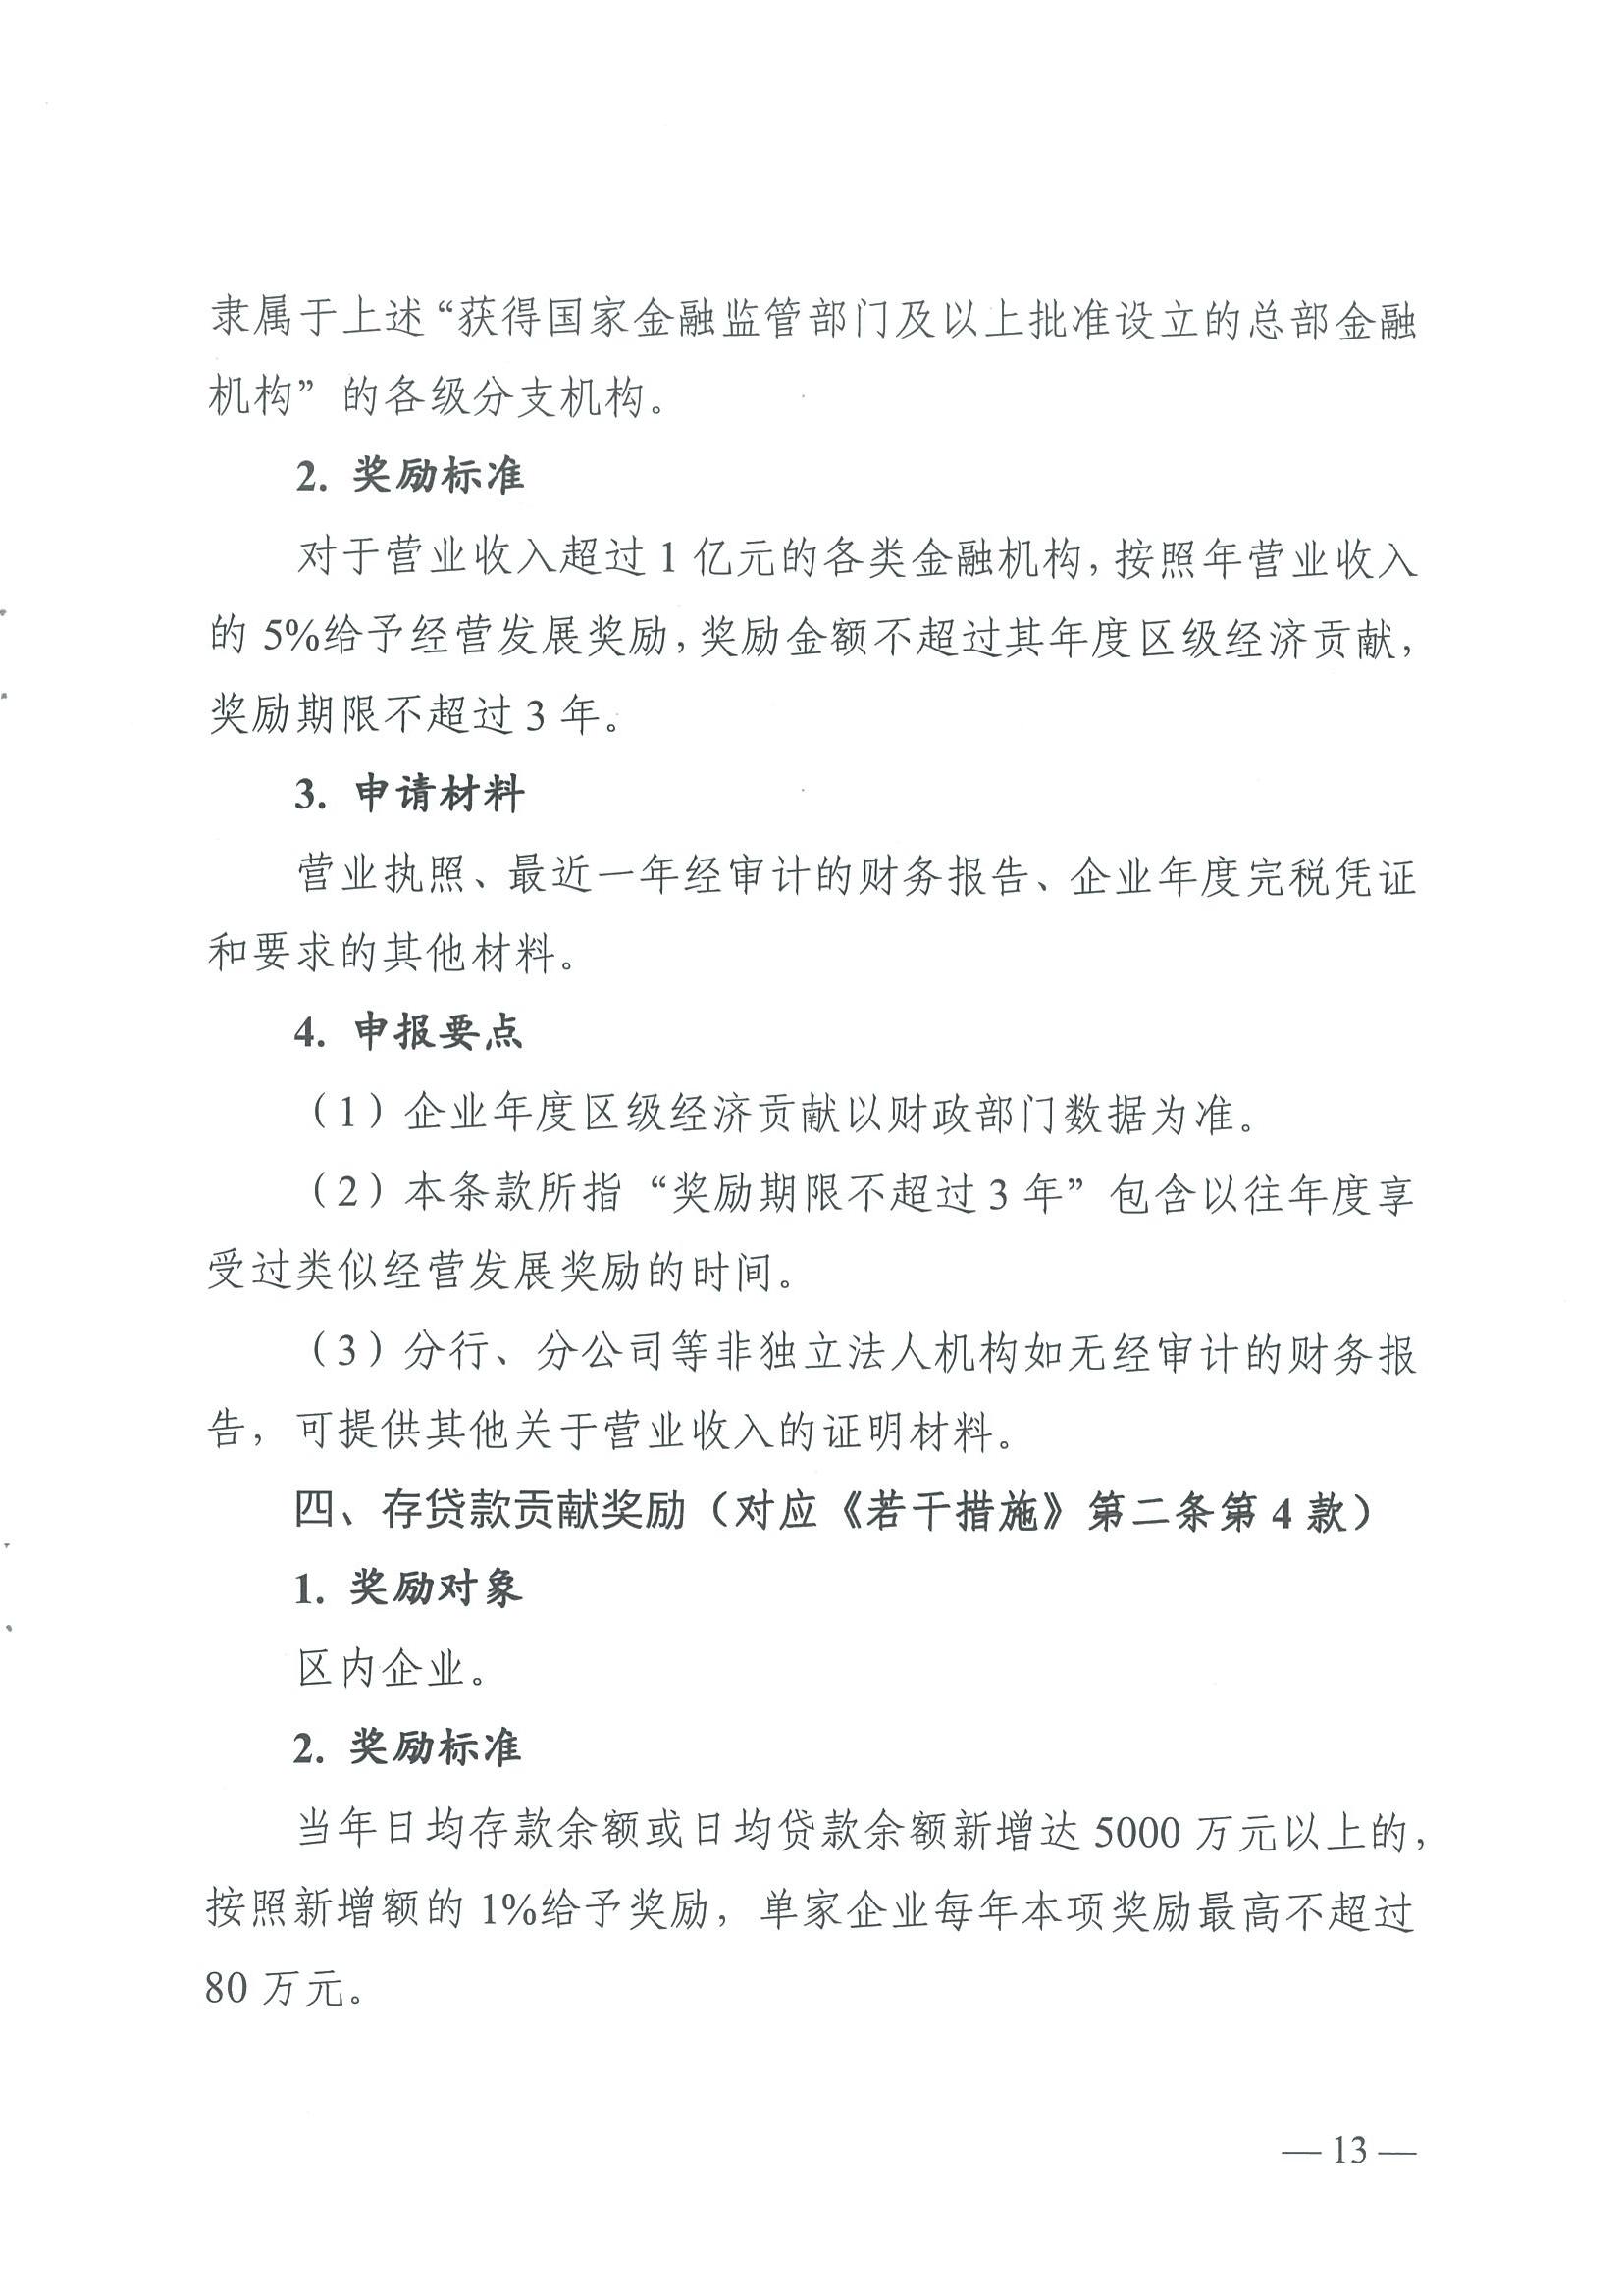 隶属于上述“获得国家金融监管部门及以上批准设立的总部金融
机构”的各级分支机构。
2. 奖励标准
对于营业收入超过 1 亿元的各类金融机构，按照年营业收入
的 5%给予经营发展奖励，奖励金额不超过其年度区级经济贡献，
奖励期限不超过 3 年。
3. 申请材料
营业执照、最近一年经审计的财务报告、企业年度完税凭证
和要求的其他材料。
4. 申报要点
（1）企业年度区级经济贡献以财政部门数据为准。
（2）本条款所指“奖励期限不超过 3 年”包含以往年度享
受过类似经营发展奖励的时间。
（3）分行、分公司等非独立法人机构如无经审计的财务报
告，可提供其他关于营业收入的证明材料。
四、存贷款贡献奖励（对应《若干措施》第二条第 4 款）
1. 奖励对象
区内企业。
2. 奖励标准
当年日均存款余额或日均贷款余额新增达 5000 万元以上的，
按照新增额的 1%给予奖励，单家企业每年本项奖励最高不超过
80 万元。
— 13 —